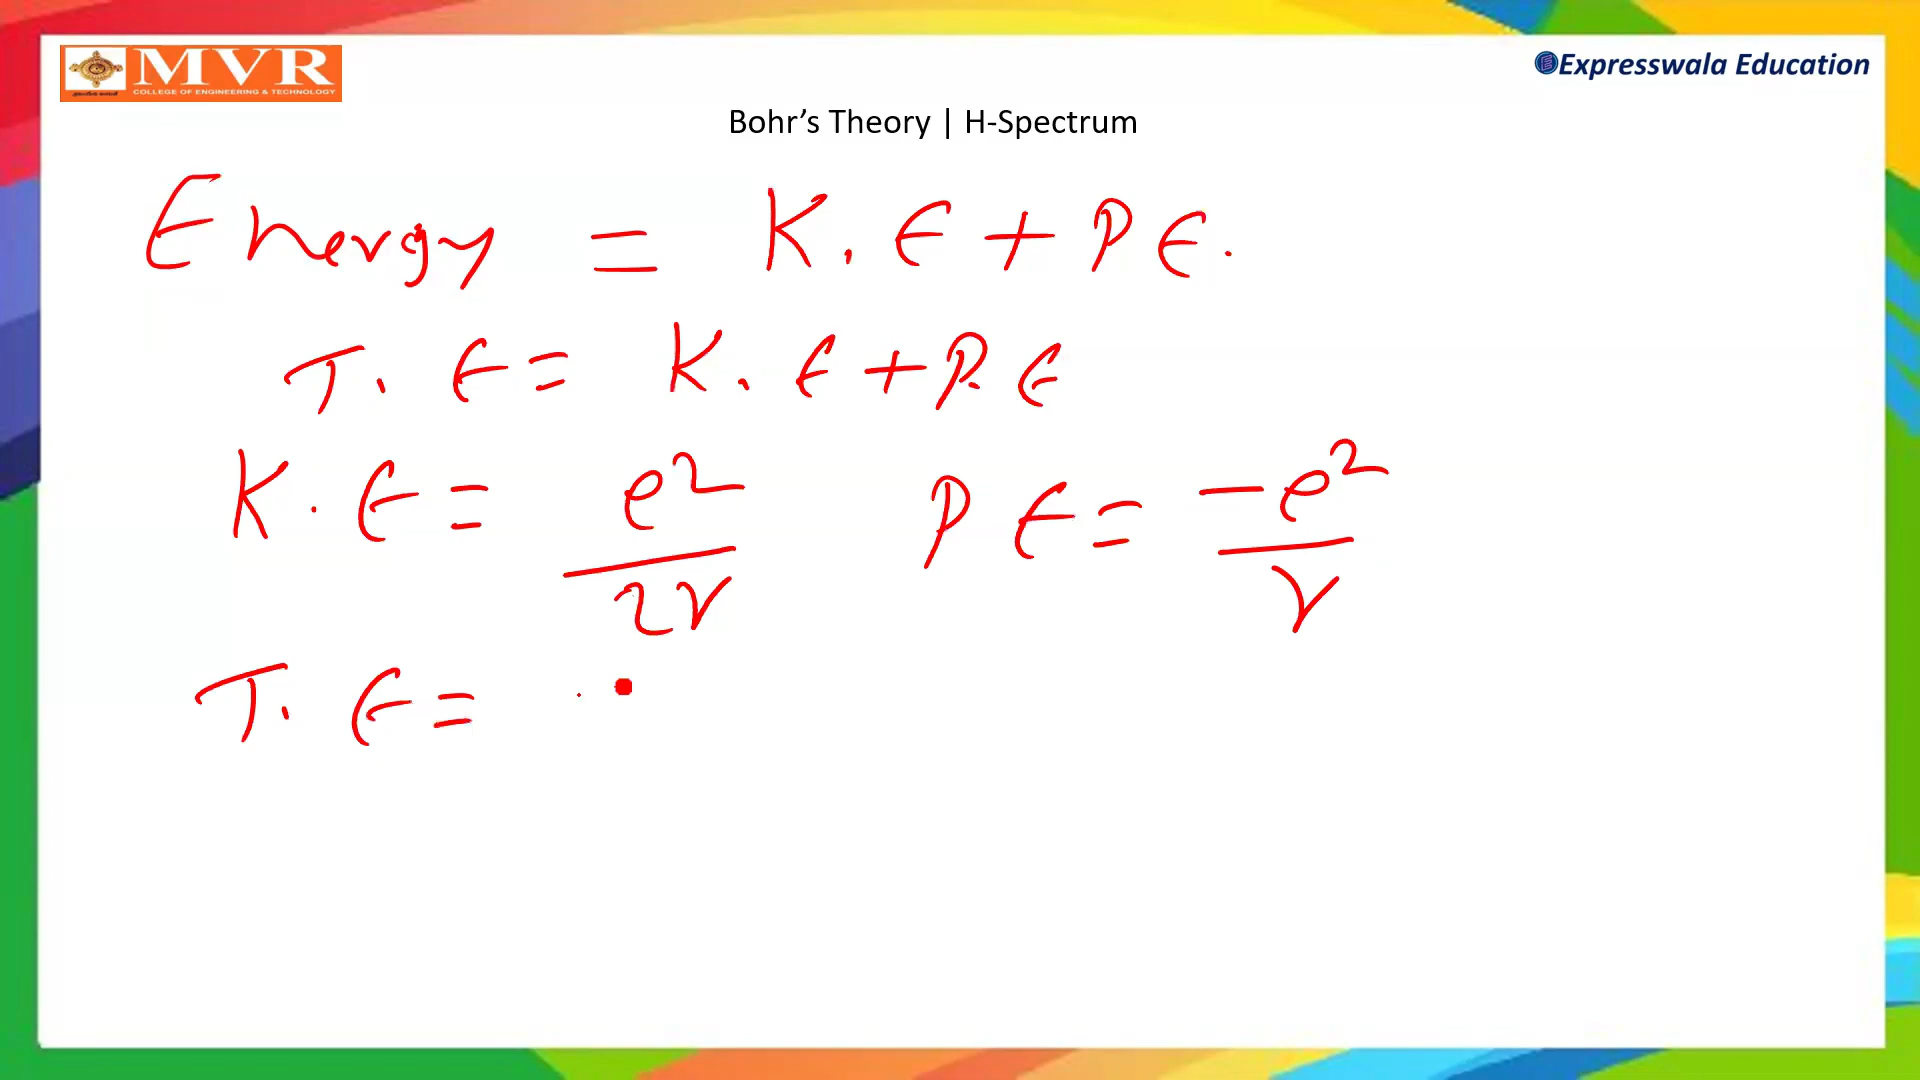 MVR
COLLEGE OF ENGINEERING & TECHNOLOGY
Expresswala Education
Bohr’s Theory | H-Spectrum
Energy = K.E + P E.
T.E = K.E + P.E
K.E = e²/2r P E = -e²/r
T.E =